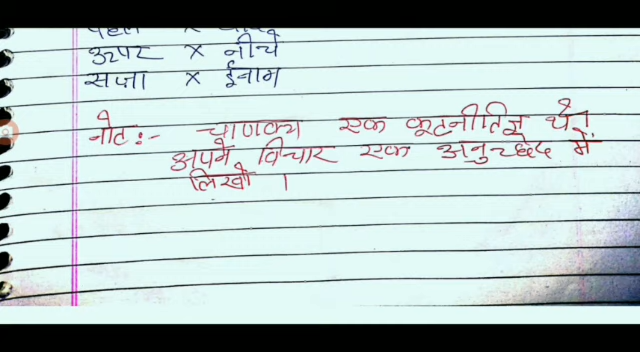 ऊपर × नीचे
सज़ा × ईनाम
नोट :- चाणक्य एक कूटनीतिज्ञ थे।
अपने विचार एक अनुच्छेद में
लिखो ।